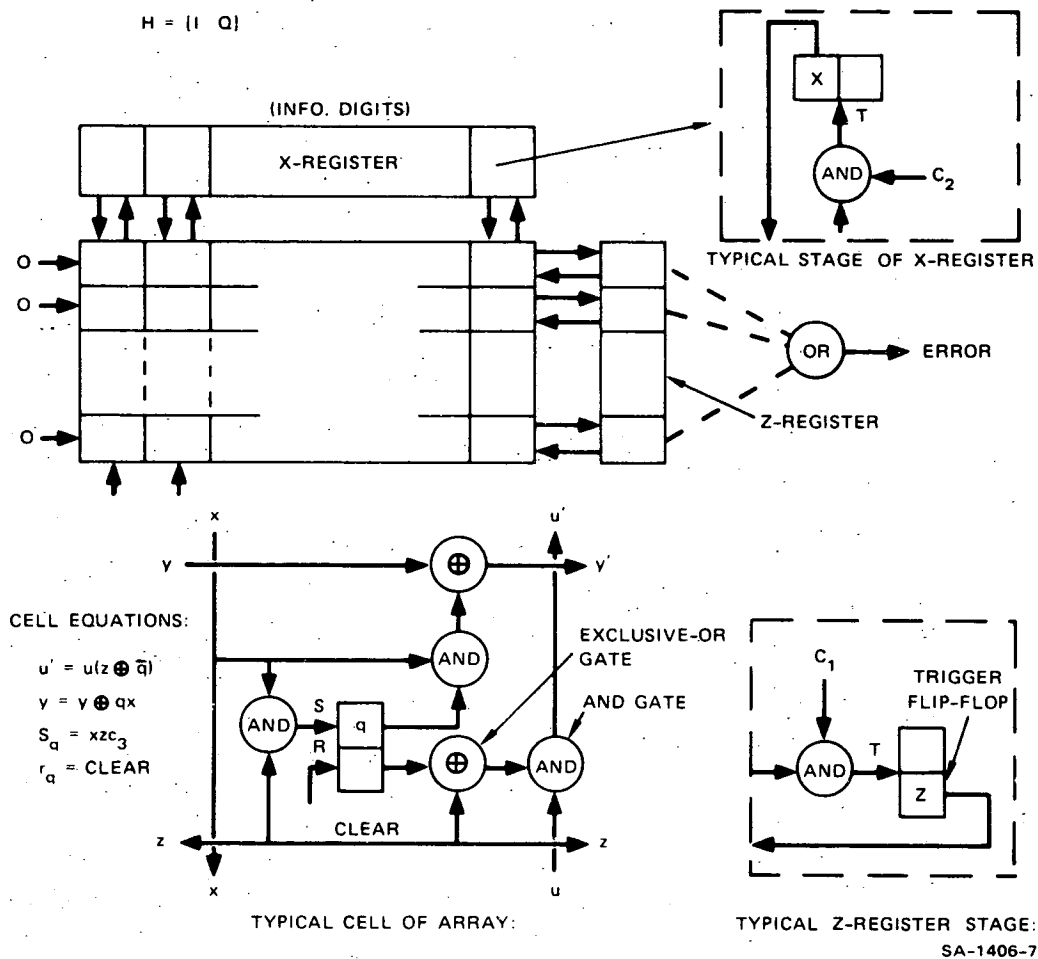 H = [I Q]
(INFO. DIGITS)
X-REGISTER
X
T
AND
C₂
TYPICAL STAGE OF X-REGISTER
O
O
O
OR
ERROR
Z-REGISTER
x
u'
y
y'
⊕
CELL EQUATIONS:
u' = u(z ⊕ q̄)
y = y ⊕ qx
S_q = xzc₃
r_q = CLEAR
AND
AND
S
q
R
⊕
AND
EXCLUSIVE-OR
GATE
AND GATE
CLEAR
z
z
x
u
TYPICAL CELL OF ARRAY:
C₁
TRIGGER
FLIP-FLOP
AND
T
Z
TYPICAL Z-REGISTER STAGE:
SA-1406-7